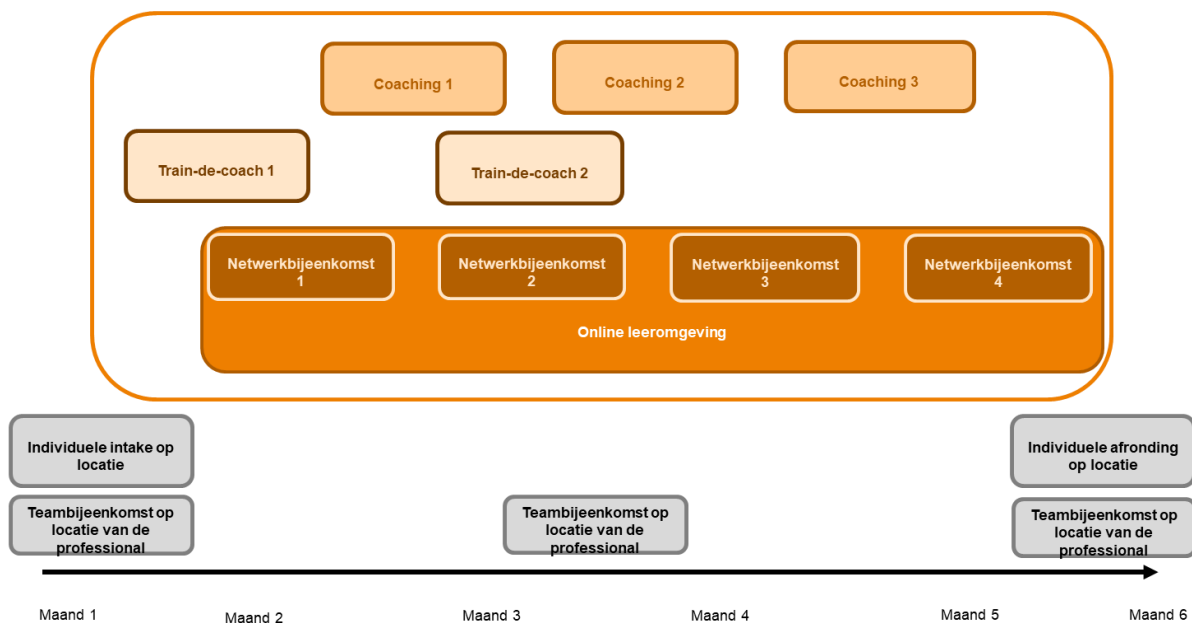 Coaching 1
Coaching 2
Coaching 3
Train-de-coach 1
Train-de-coach 2
Netwerkbijeenkomst
1
Netwerkbijeenkomst
2
Netwerkbijeenkomst
3
Netwerkbijeenkomst
4
Online leeromgeving
Individuele intake op
locatie
Individuele afronding
op locatie
Teambijeenkomst op
locatie van de
professional
Teambijeenkomst op
locatie van de
professional
Teambijeenkomst op
locatie van de
professional
Maand 1
Maand 2
Maand 3
Maand 4
Maand 5
Maand 6